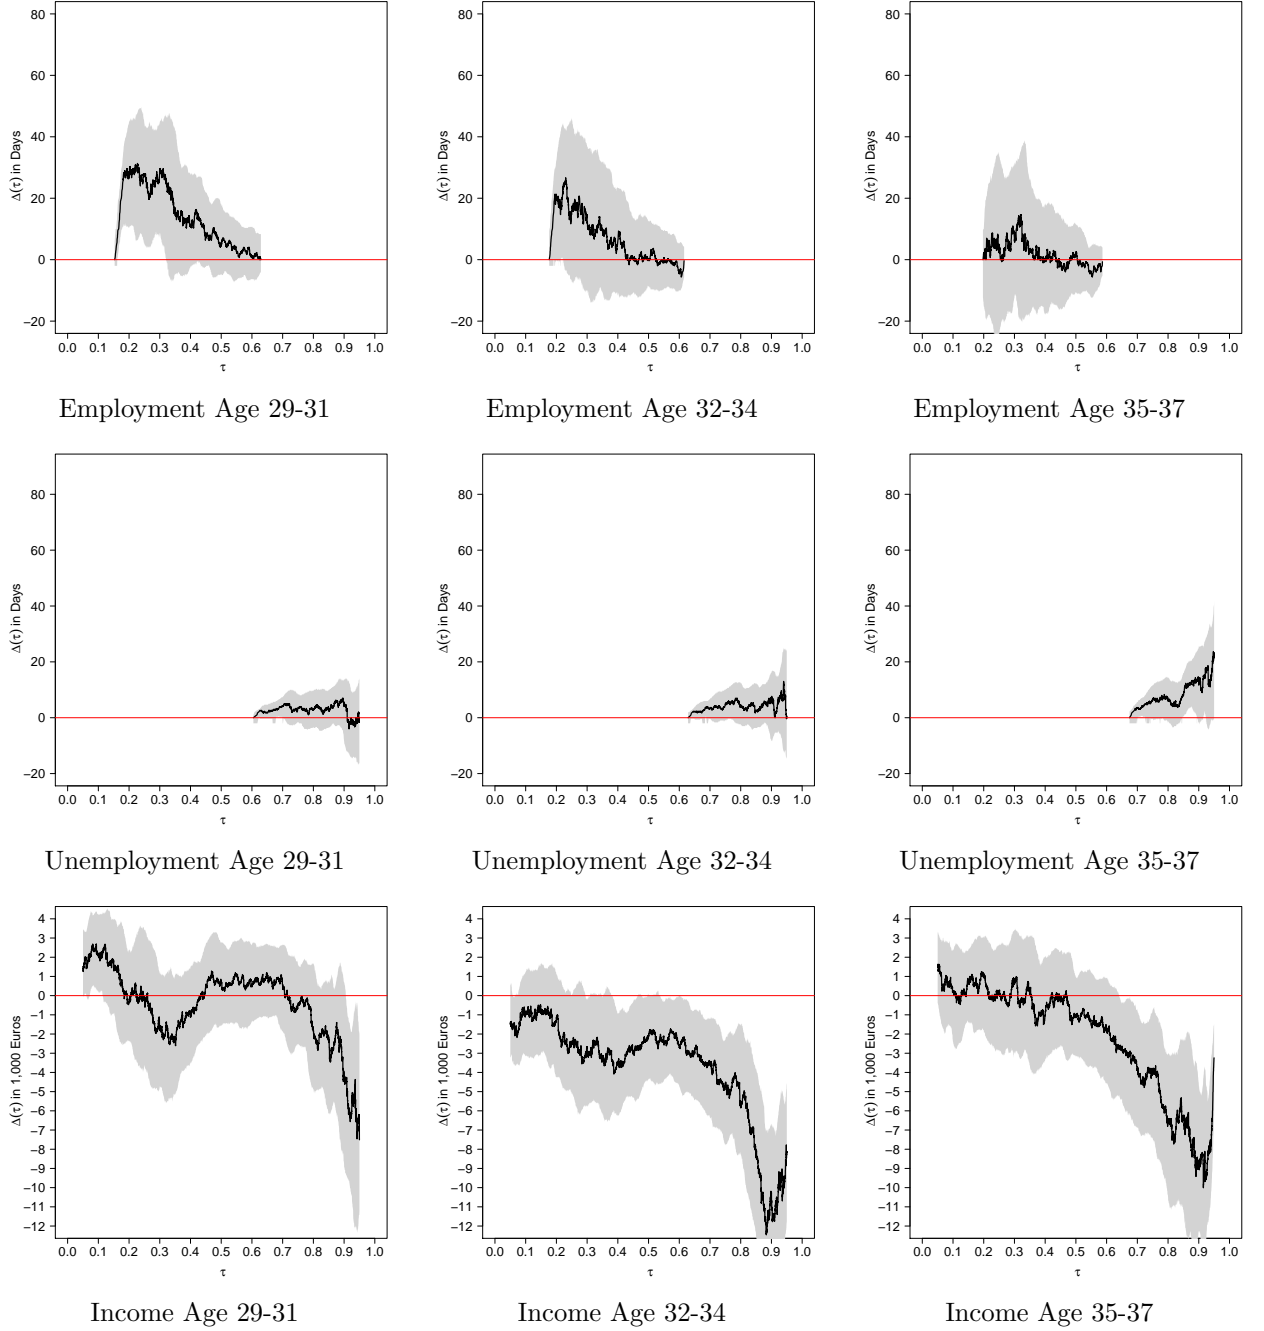 80 80 80
60 60 60
40 40 40
20 20 20
0 0 0
−20 −20 −20
Δ(τ) in Days Δ(τ) in Days Δ(τ) in Days
0.0 0.1 0.2 0.3 0.4 0.5 0.6 0.7 0.8 0.9 1.0 0.0 0.1 0.2 0.3 0.4 0.5 0.6 0.7 0.8 0.9 1.0 0.0 0.1 0.2 0.3 0.4 0.5 0.6 0.7 0.8 0.9 1.0
τ τ τ
Employment Age 29-31 Employment Age 32-34 Employment Age 35-37
80 80 80
60 60 60
40 40 40
20 20 20
0 0 0
−20 −20 −20
Δ(τ) in Days Δ(τ) in Days Δ(τ) in Days
0.0 0.1 0.2 0.3 0.4 0.5 0.6 0.7 0.8 0.9 1.0 0.0 0.1 0.2 0.3 0.4 0.5 0.6 0.7 0.8 0.9 1.0 0.0 0.1 0.2 0.3 0.4 0.5 0.6 0.7 0.8 0.9 1.0
τ τ τ
Unemployment Age 29-31 Unemployment Age 32-34 Unemployment Age 35-37
4 4 4
3 3 3
2 2 2
1 1 1
0 0 0
−1 −1 −1
−2 −2 −2
−3 −3 −3
−4 −4 −4
−5 −5 −5
−6 −6 −6
−7 −7 −7
−8 −8 −8
−9 −9 −9
−10 −10 −10
−11 −11 −11
−12 −12 −12
Δ(τ) in 1,000 Euros Δ(τ) in 1,000 Euros Δ(τ) in 1,000 Euros
0.0 0.1 0.2 0.3 0.4 0.5 0.6 0.7 0.8 0.9 1.0 0.0 0.1 0.2 0.3 0.4 0.5 0.6 0.7 0.8 0.9 1.0 0.0 0.1 0.2 0.3 0.4 0.5 0.6 0.7 0.8 0.9 1.0
τ τ τ
Income Age 29-31 Income Age 32-34 Income Age 35-37